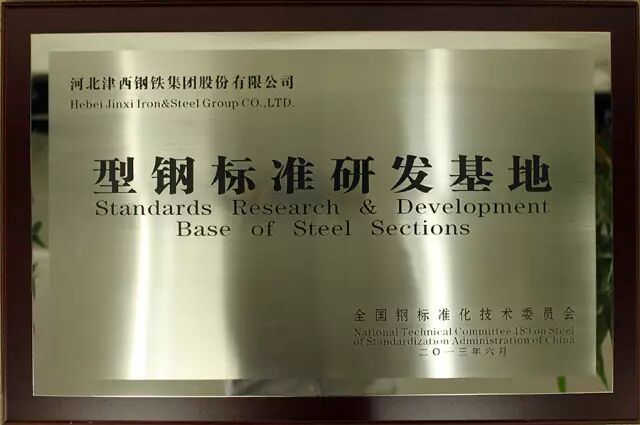 河北津西钢铁集团股份有限公司
Hebei Jinxi Iron&Steel Group CO.,LTD.
型钢标准研发基地
Standards Research & Development
Base of Steel Sections
全国钢标准化技术委员会
National Technical Committee 183 on Steel
of Standardization Administration of China
二〇一三年六月